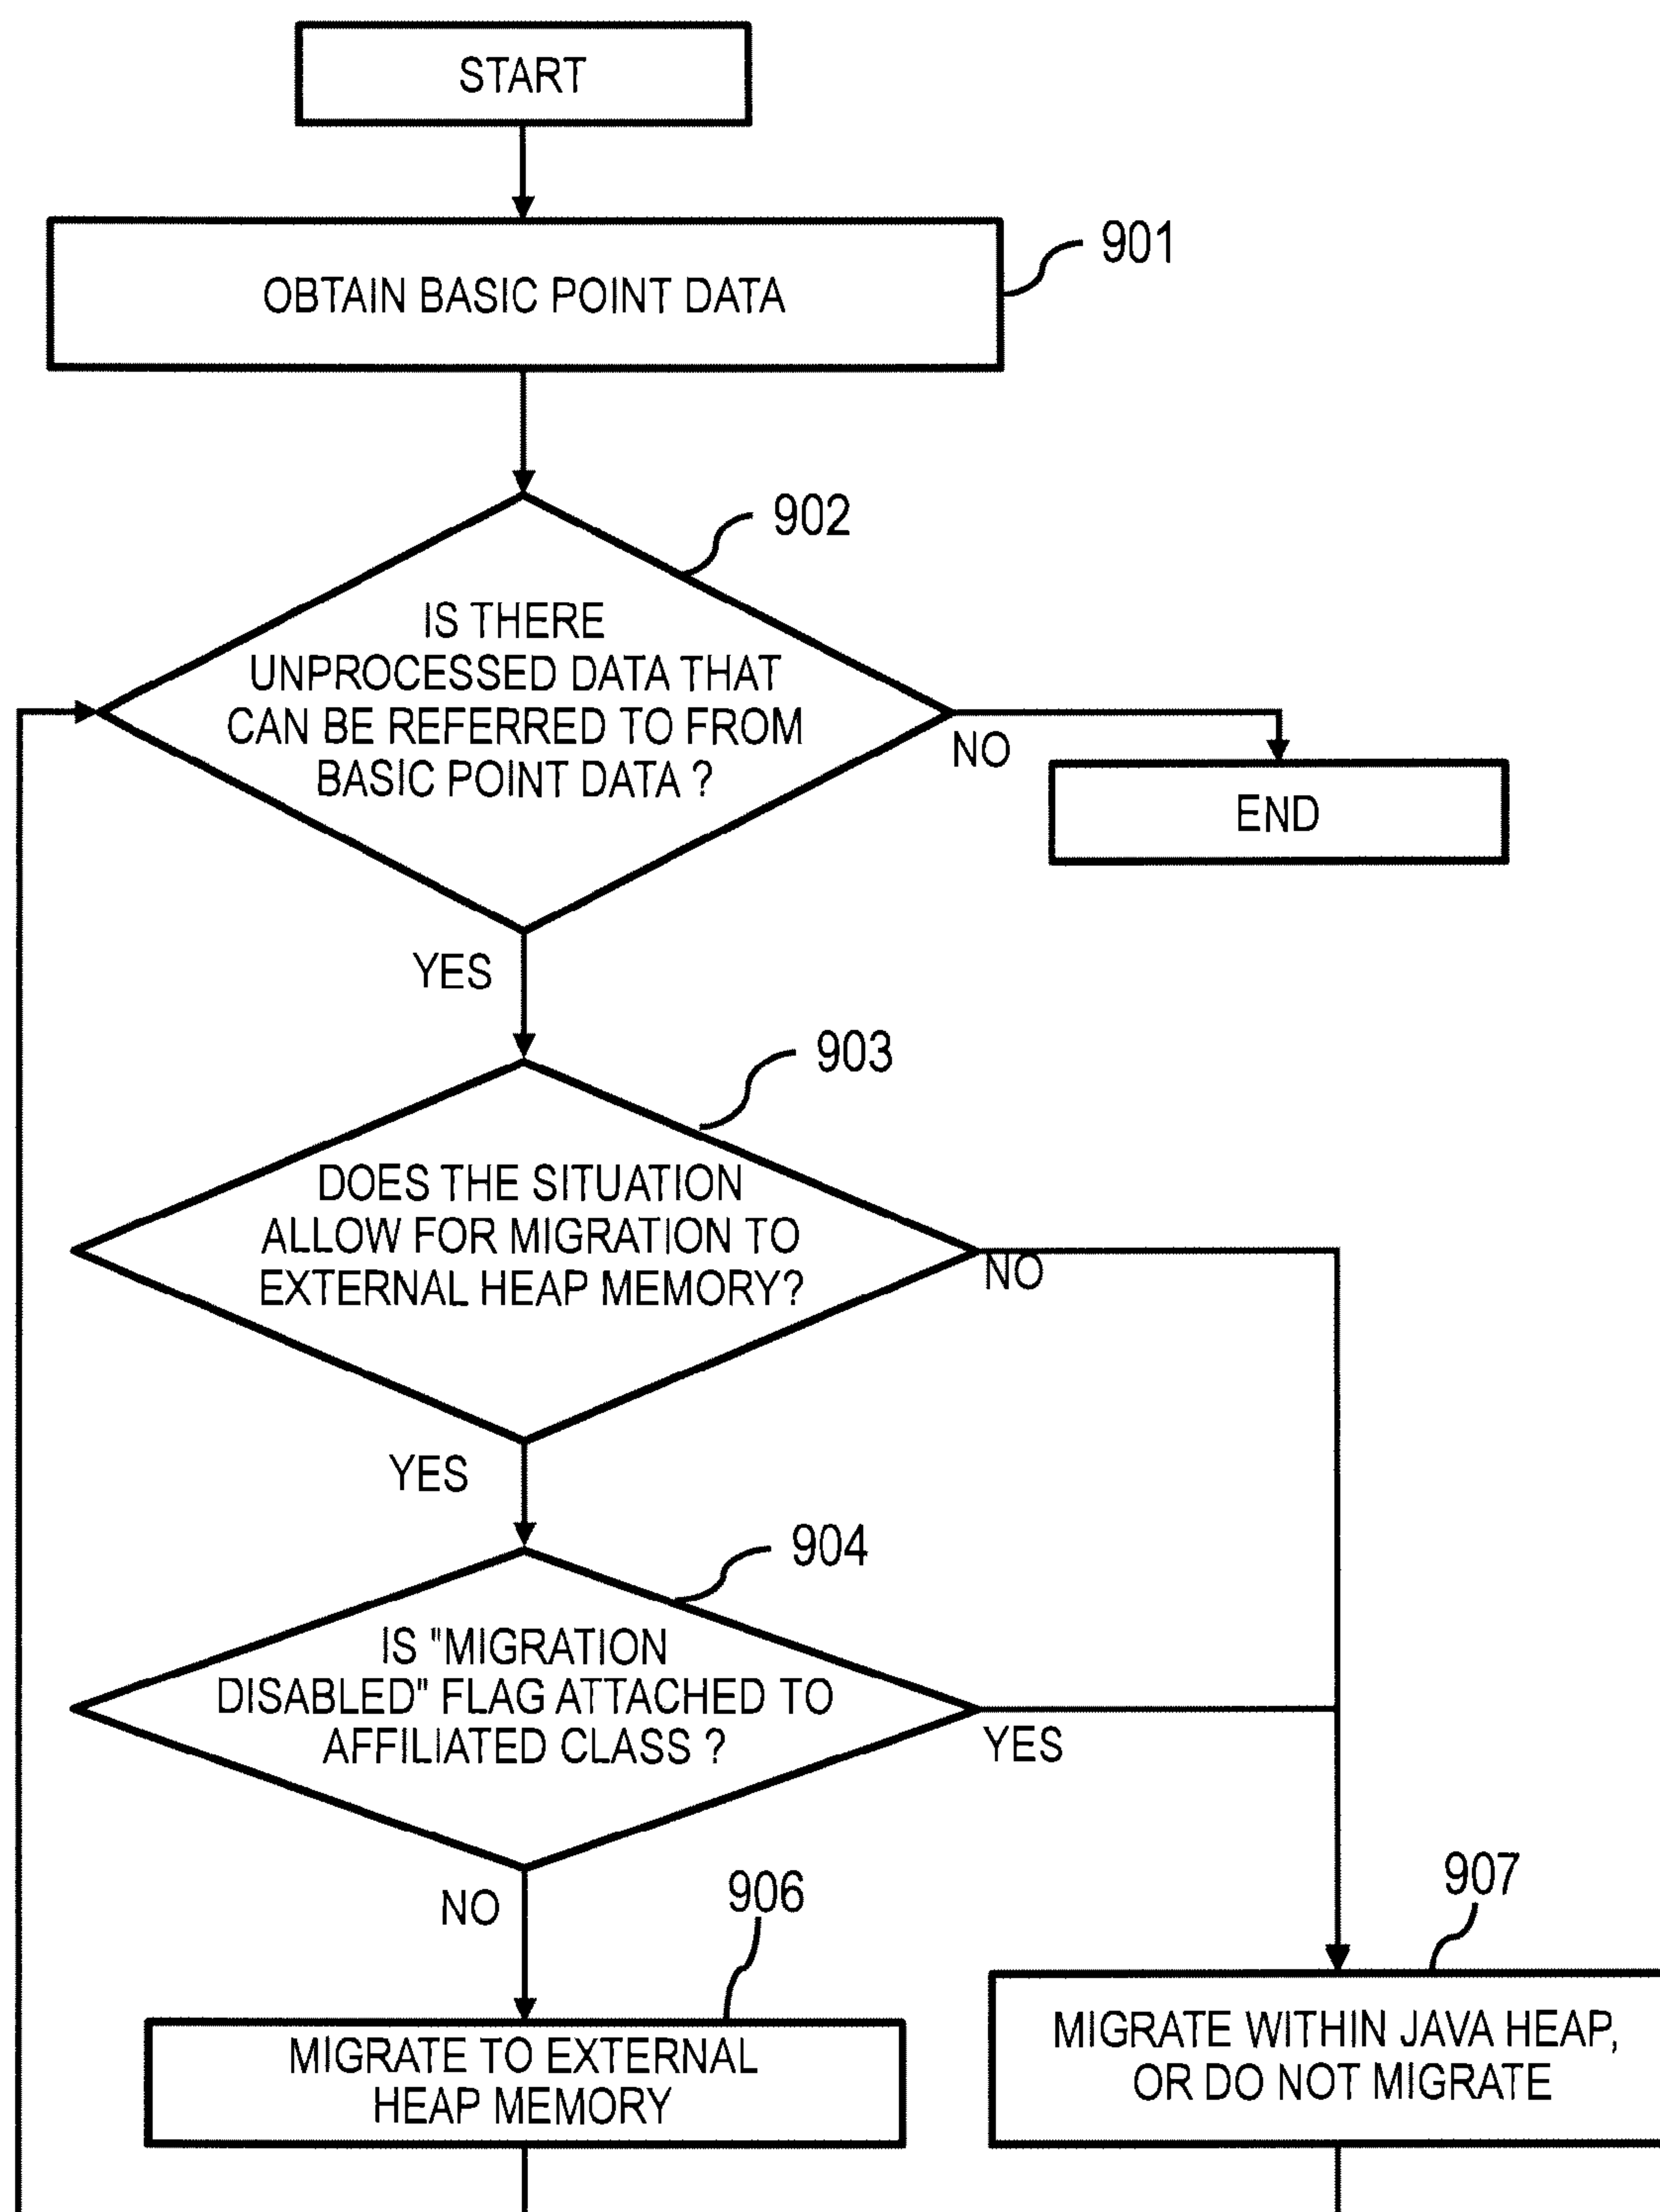 START
OBTAIN BASIC POINT DATA
901
902
IS THERE
UNPROCESSED DATA THAT
CAN BE REFERRED TO FROM
BASIC POINT DATA ?
NO
END
YES
903
DOES THE SITUATION
ALLOW FOR MIGRATION TO
EXTERNAL HEAP MEMORY?
NO
YES
904
IS "MIGRATION
DISABLED" FLAG ATTACHED TO
AFFILIATED CLASS ?
YES
NO
906
907
MIGRATE TO EXTERNAL
HEAP MEMORY
MIGRATE WITHIN JAVA HEAP,
OR DO NOT MIGRATE